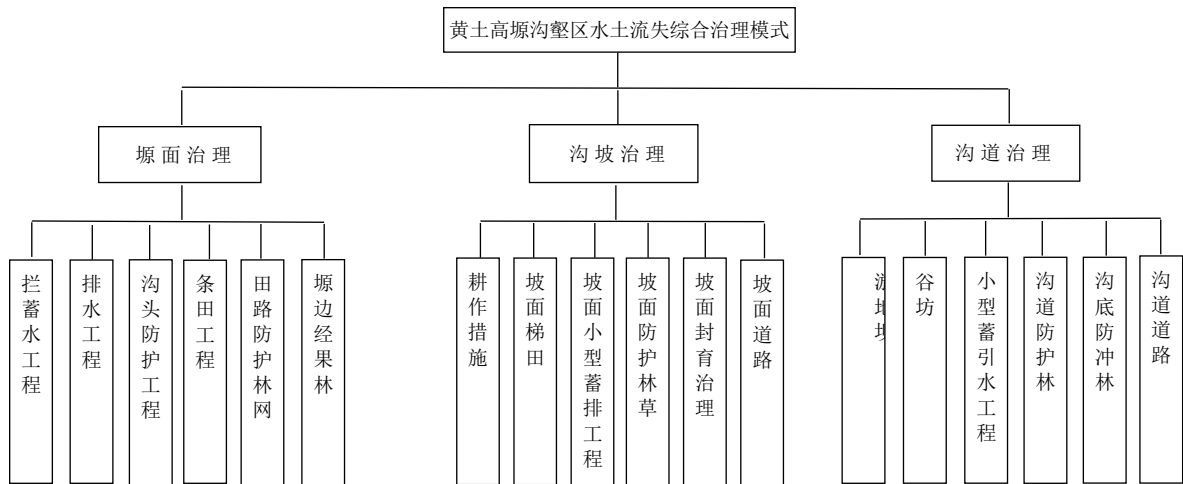 黄土高塬沟壑区水土流失综合治理模式
塬面治理
沟坡治理
沟道治理
拦蓄水工程
排水工程
沟头防护工程
条田工程
田路防护林网
塬边经果林
耕作措施
坡面梯田
坡面小型蓄排工程
坡面防护林草
坡面封育治理
坡面道路
淤地坝
谷坊
小型蓄引水工程
沟道防护林
沟底防冲林
沟道道路